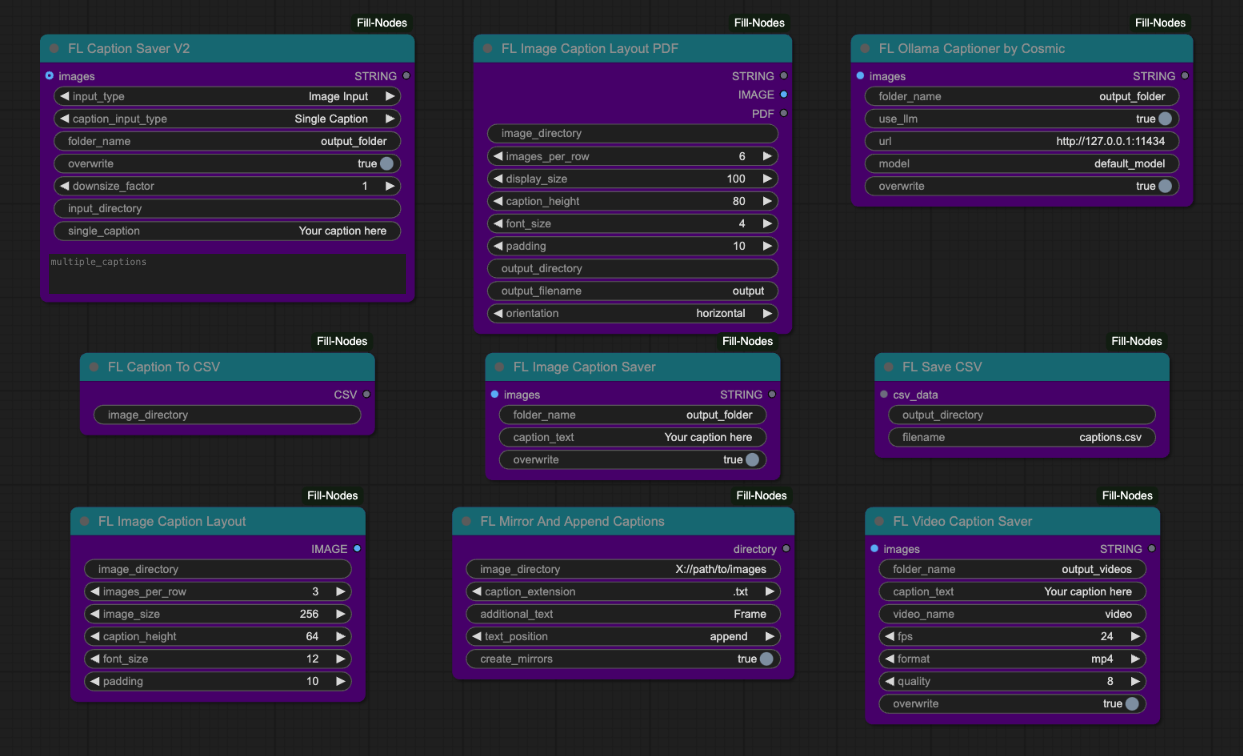 Fill-Nodes
FL Caption Saver V2
images STRING
input_type Image Input
caption_input_type Single Caption
folder_name output_folder
overwrite true
downsize_factor 1
input_directory
single_caption Your caption here
multiple_captions
Fill-Nodes
FL Image Caption Layout PDF
STRING
IMAGE
PDF
image_directory
images_per_row 6
display_size 100
caption_height 80
font_size 4
padding 10
output_directory
output_filename output
orientation horizontal
Fill-Nodes
FL Ollama Captioner by Cosmic
images STRING
folder_name output_folder
use_llm true
url http://127.0.0.1:11434
model default_model
overwrite true
Fill-Nodes
FL Caption To CSV
CSV
image_directory
Fill-Nodes
FL Image Caption Saver
images STRING
folder_name output_folder
caption_text Your caption here
overwrite true
Fill-Nodes
FL Save CSV
csv_data
output_directory
filename captions.csv
Fill-Nodes
FL Image Caption Layout
IMAGE
image_directory
images_per_row 3
image_size 256
caption_height 64
font_size 12
padding 10
Fill-Nodes
FL Mirror And Append Captions
directory
image_directory X://path/to/images
caption_extension .txt
additional_text Frame
text_position append
create_mirrors true
Fill-Nodes
FL Video Caption Saver
images STRING
folder_name output_videos
caption_text Your caption here
video_name video
fps 24
format mp4
quality 8
overwrite true